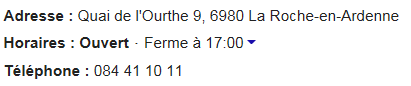 Adresse : Quai de l'Ourthe 9, 6980 La Roche-en-Ardenne
Horaires : Ouvert · Ferme à 17:00
Téléphone : 084 41 10 11